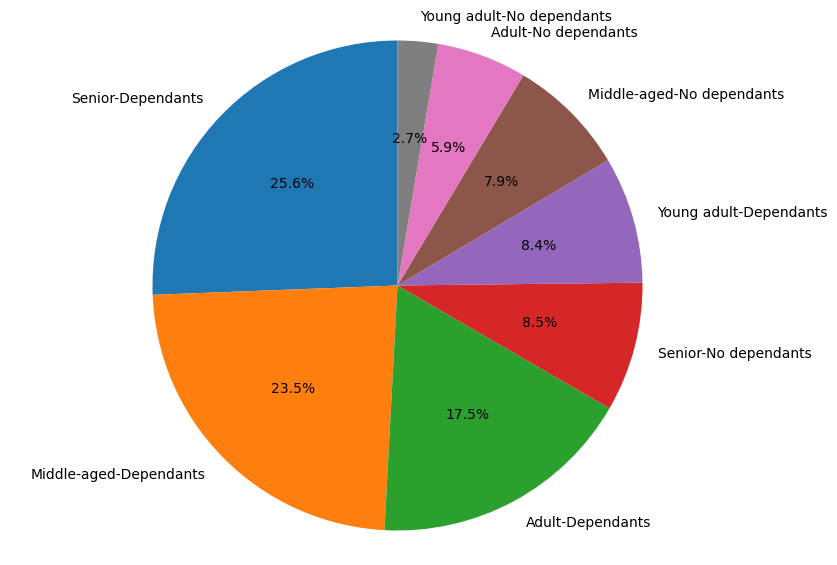 Young adult-No dependants
Adult-No dependants
Senior-Dependants
Middle-aged-No dependants
2.7%
5.9%
25.6%
7.9%
Young adult-Dependants
8.4%
8.5%
Senior-No dependants
23.5%
17.5%
Middle-aged-Dependants
Adult-Dependants